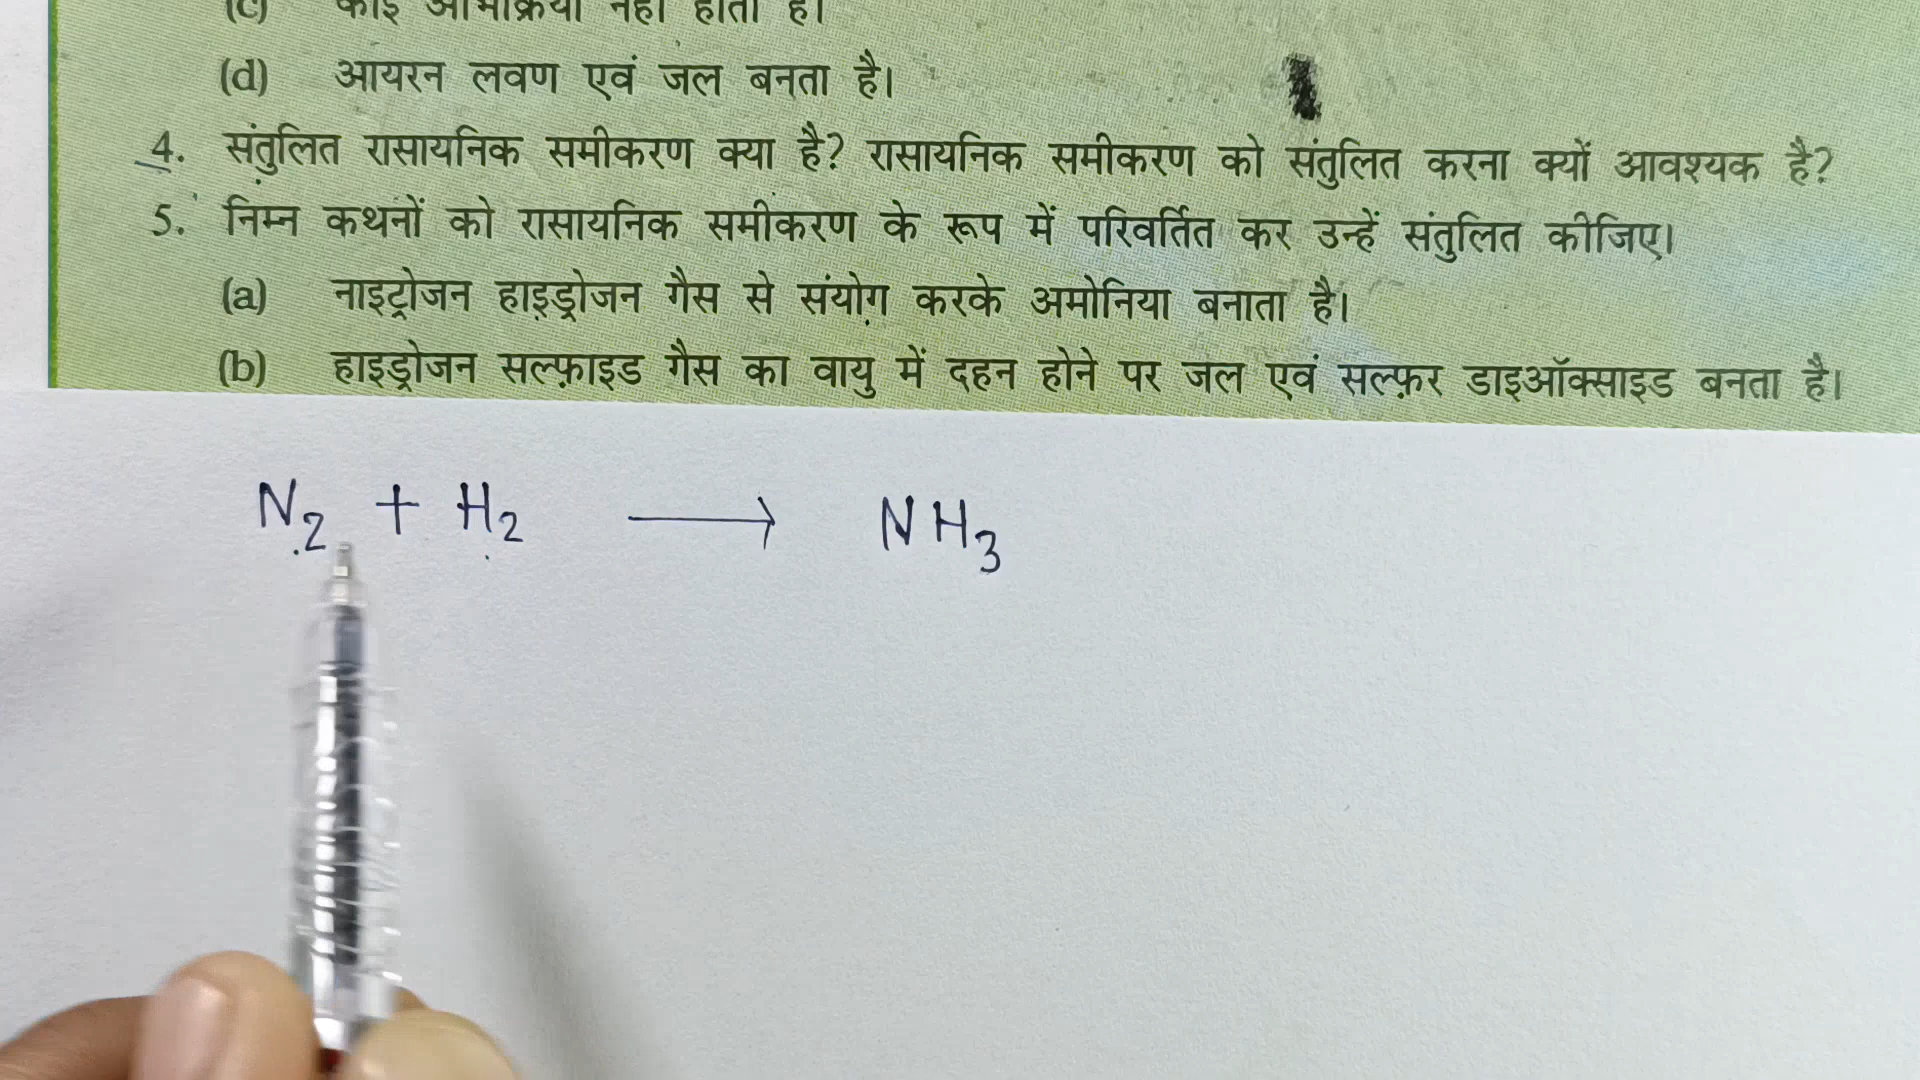 (c) कोई अभिक्रिया नहीं होती है।
(d) आयरन लवण एवं जल बनता है।
4. संतुलित रासायनिक समीकरण क्या है? रासायनिक समीकरण को संतुलित करना क्यों आवश्यक है?
5. निम्न कथनों को रासायनिक समीकरण के रूप में परिवर्तित कर उन्हें संतुलित कीजिए।
(a) नाइट्रोजन हाइड्रोजन गैस से संयोग करके अमोनिया बनाता है।
(b) हाइड्रोजन सल्फ़ाइड गैस का वायु में दहन होने पर जल एवं सल्फ़र डाइऑक्साइड बनता है।
N₂ + H₂ ⟶ NH₃